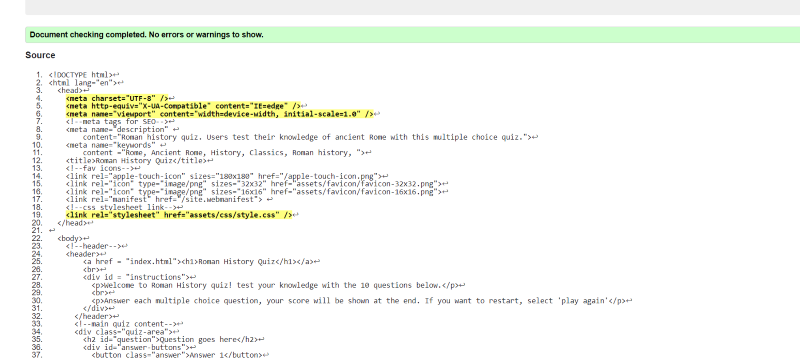 Document checking completed. No errors or warnings to show.
Source
1. <!DOCTYPE html>↩
2. <html lang="en">↩
3. <head>↩
4. <meta charset="UTF-8" />↩
5. <meta http-equiv="X-UA-Compatible" content="IE=edge" />↩
6. <meta name="viewport" content="width=device-width, initial-scale=1.0" />↩
7. <!--meta tags for SEO-->↩
8. <meta name="description" ↩
9. content="Roman history quiz. Users test their knowledge of ancient Rome with this multiple choice quiz.">↩
10. <meta name="keywords" ↩
11. content ="Rome, Ancient Rome, History, Classics, Roman history, ">↩
12. <title>Roman History Quiz</title>↩
13. <!--fav icons-->↩
14. <link rel="apple-touch-icon" sizes="180x180" href="/apple-touch-icon.png">↩
15. <link rel="icon" type="image/png" sizes="32x32" href="assets/favicon/favicon-32x32.png">↩
16. <link rel="icon" type="image/png" sizes="16x16" href="assets/favicon/favicon-16x16.png">↩
17. <link rel="manifest" href="/site.webmanifest"> ↩
18. <!--css stylesheet link-->↩
19. <link rel="stylesheet" href="assets/css/style.css" />↩
20. </head>↩
21. ↩
22. <body>↩
23. <!--header-->↩
24. <header>↩
25. <a href = "index.html"><h1>Roman History Quiz</h1></a>↩
26. <br>↩
27. <div id = "instructions">↩
28. <p>Welcome to Roman History quiz! test your knowledge with the 10 questions below.</p>↩
29. <br>↩
30. <p>Answer each multiple choice question, your score will be shown at the end. If you want to restart, select 'play again'</p>↩
31. </div>↩
32. </header>↩
33. <!--main quiz content-->↩
34. <div class="quiz-area">↩
35. <h2 id="question">Question goes here</h2>↩
36. <div id="answer-buttons">↩
37. <button class="answer">Answer 1</button>↩